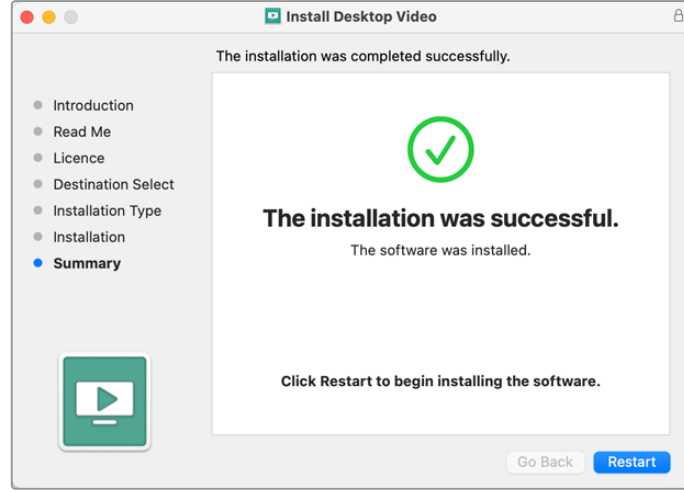 Install Desktop Video
The installation was completed successfully.
Introduction
Read Me
Licence
Destination Select
Installation Type
Installation
Summary
The installation was successful.
The software was installed.
Click Restart to begin installing the software.
Go Back
Restart